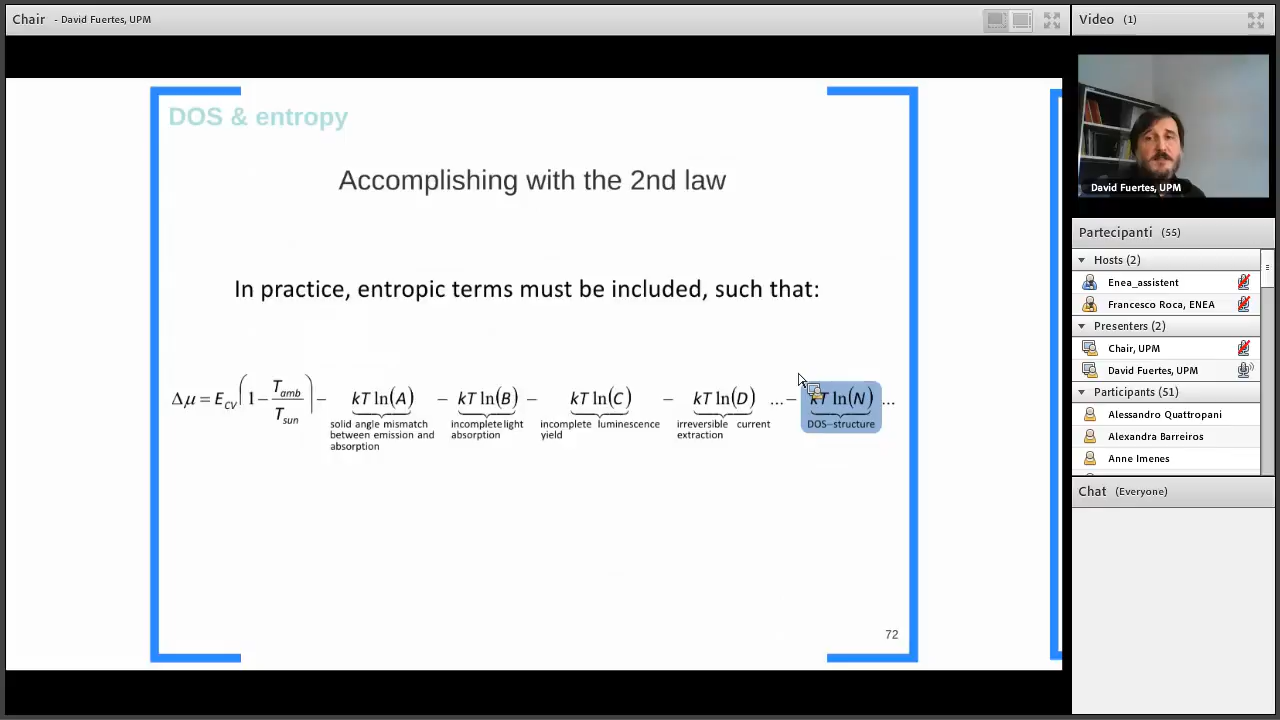 Chair - David Fuertes, UPM
DOS & entropy
Accomplishing with the 2nd law
In practice, entropic terms must be included, such that:
Δμ = E_CV (1 − T_amb / T_sun) − kT ln(A) − kT ln(B) − kT ln(C) − kT ln(D) ... − kT ln(N) ...
solid angle mismatch
between emission and
absorption
incomplete light
absorption
incomplete luminescence
yield
irreversible current
extraction
DOS−structure
72
Video (1)
David Fuertes, UPM
Partecipanti (55)
Hosts (2)
Enea_assistent
Francesco Roca, ENEA
Presenters (2)
Chair, UPM
David Fuertes, UPM
Participants (51)
Alessandro Quattropani
Alexandra Barreiros
Anne Imenes
Chat (Everyone)